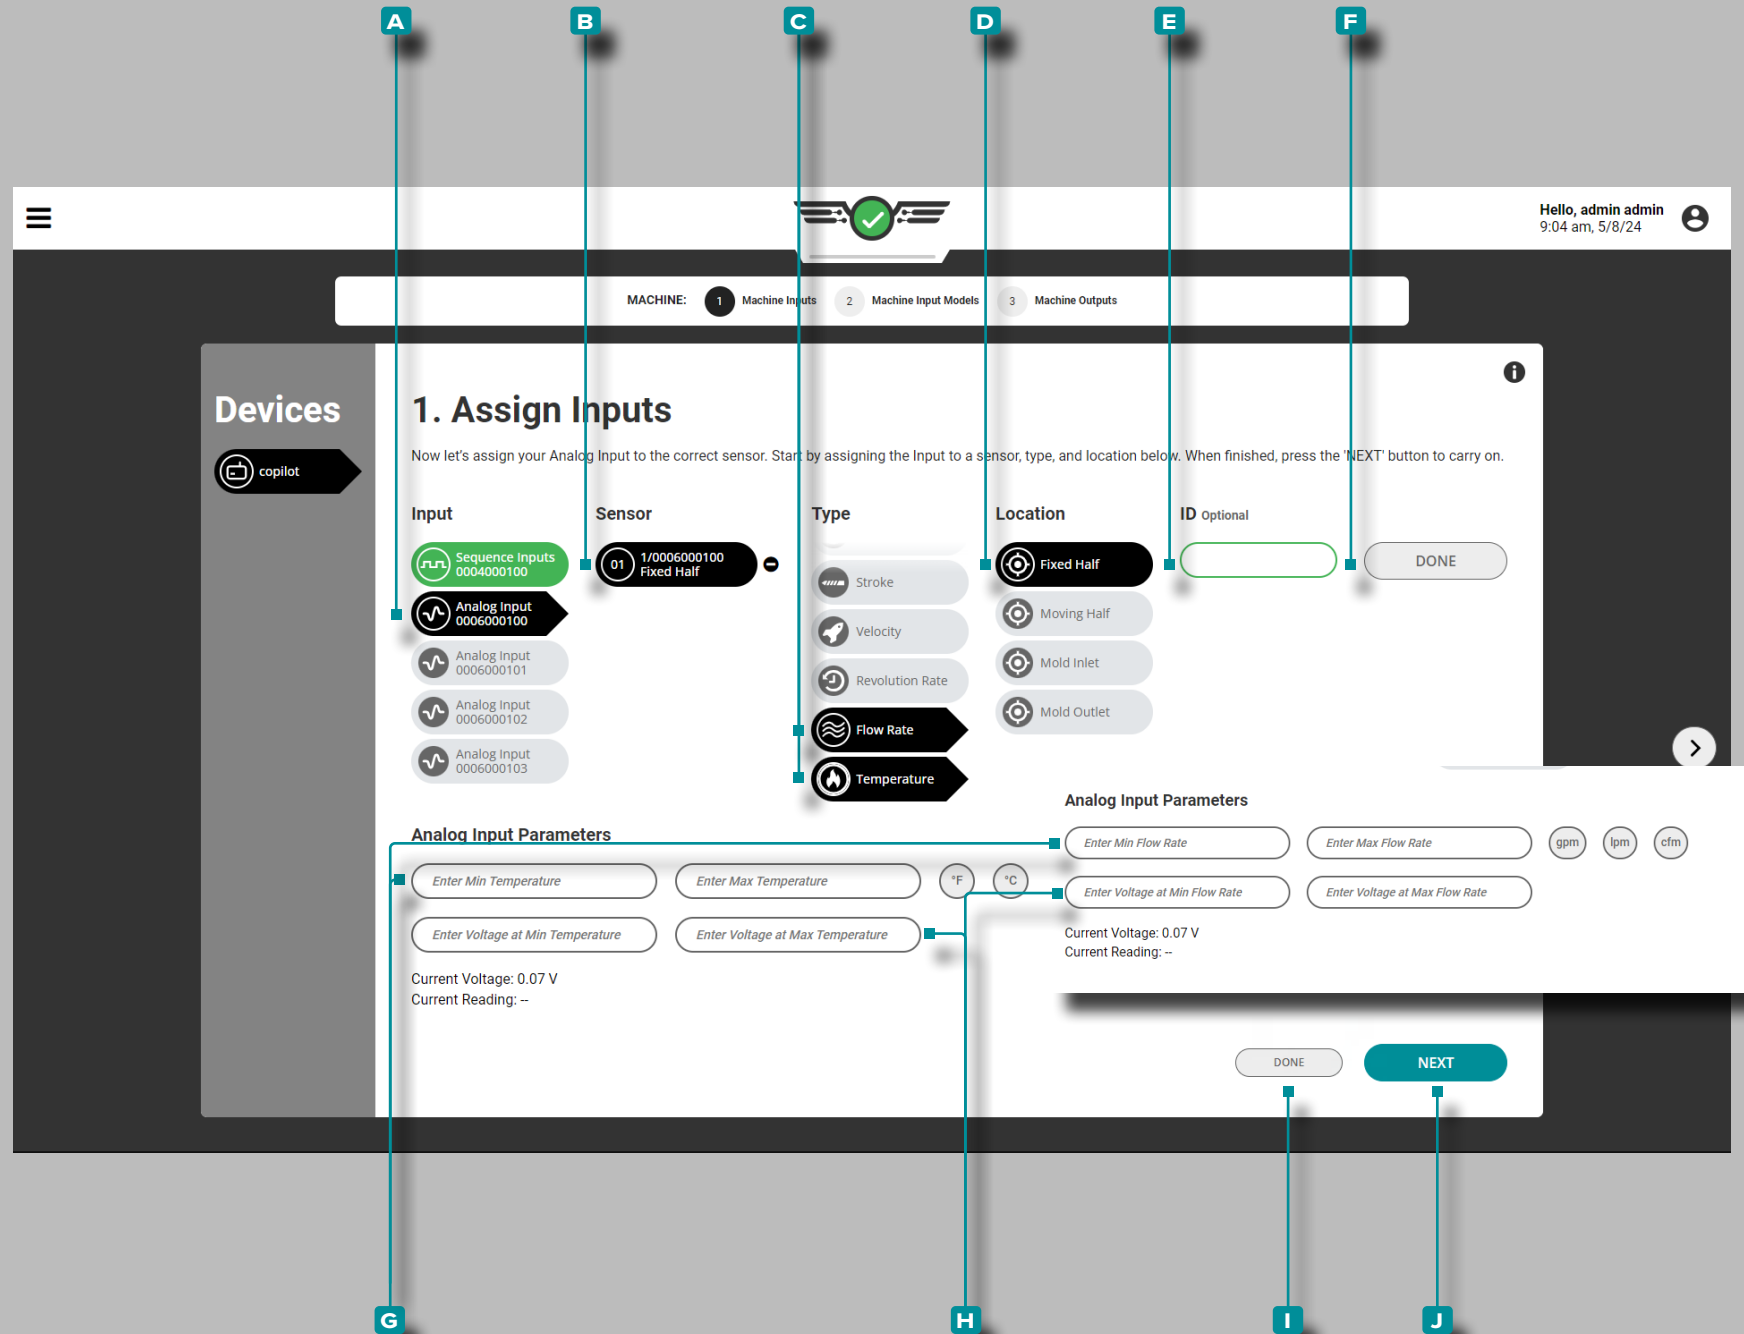 A B C D E F
Hello, admin admin
9:04 am, 5/8/24
MACHINE: 1 Machine Inputs 2 Machine Input Models 3 Machine Outputs
Devices
copilot
1. Assign Inputs
Now let's assign your Analog Input to the correct sensor. Start by assigning the Input to a sensor, type, and location below. When finished, press the 'NEXT' button to carry on.
Input
Sequence Inputs
0004000100
Analog Input
0006000100
Analog Input
0006000101
Analog Input
0006000102
Analog Input
0006000103
Sensor
01 1/0006000100
Fixed Half
Type
Stroke
Velocity
Revolution Rate
Flow Rate
Temperature
Location
Fixed Half
Moving Half
Mold Inlet
Mold Outlet
ID Optional
DONE
Analog Input Parameters
Enter Min Temperature Enter Max Temperature °F °C
Enter Voltage at Min Temperature Enter Voltage at Max Temperature
Current Voltage: 0.07 V
Current Reading: --
Analog Input Parameters
Enter Min Flow Rate Enter Max Flow Rate gpm lpm cfm
Enter Voltage at Min Flow Rate Enter Voltage at Max Flow Rate
Current Voltage: 0.07 V
Current Reading: --
DONE NEXT
G H I J